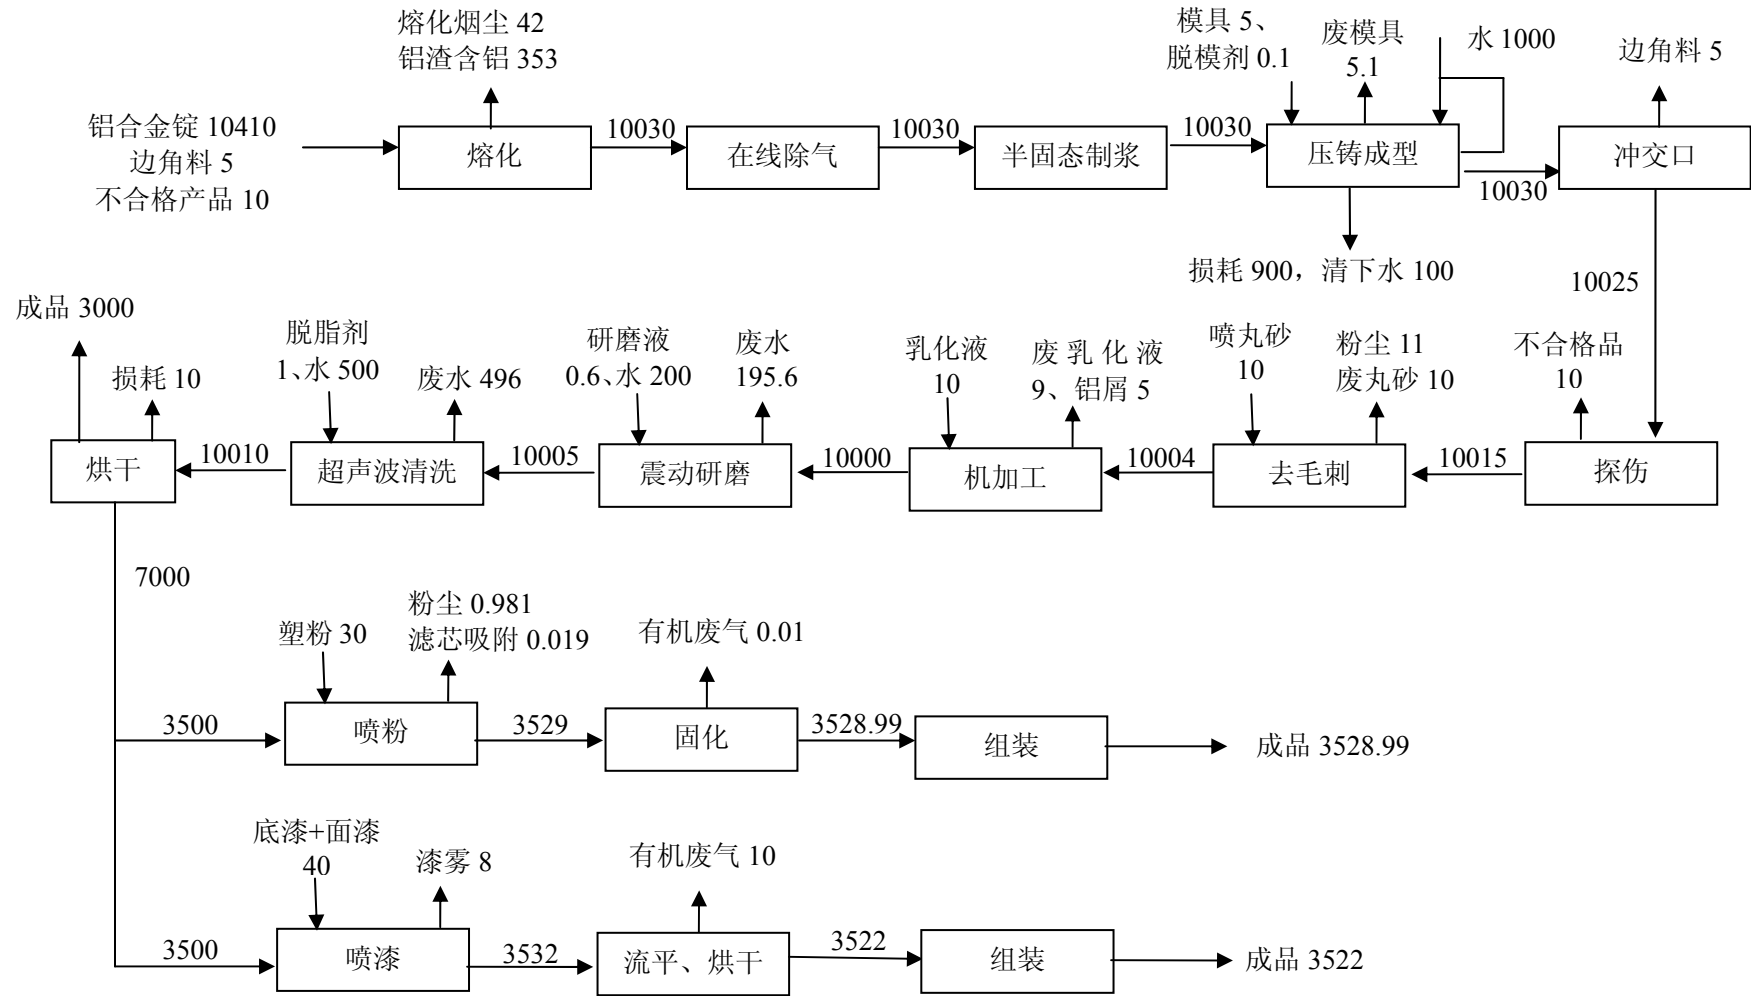 熔化烟尘 42
铝渣含铝 353
模具 5、
脱模剂 0.1
废模具
5.1
水 1000
边角料 5
铝合金锭 10410
边角料 5
不合格产品 10
熔化
10030
在线除气
10030
半固态制浆
10030
压铸成型
10030
冲交口
损耗 900，清下水 100
10025
成品 3000
损耗 10
脱脂剂
1、水 500
废水 496
研磨液
0.6、水 200
废水
195.6
乳化液
10
废乳化液
9、铝屑 5
喷丸砂
10
粉尘 11
废丸砂 10
不合格品
10
烘干
10010
超声波清洗
10005
震动研磨
10000
机加工
10004
去毛刺
10015
探伤
7000
塑粉 30
粉尘 0.981
滤芯吸附 0.019
有机废气 0.01
3500
喷粉
3529
固化
3528.99
组装
成品 3528.99
底漆+面漆
40
漆雾 8
有机废气 10
3500
喷漆
3532
流平、烘干
3522
组装
成品 3522